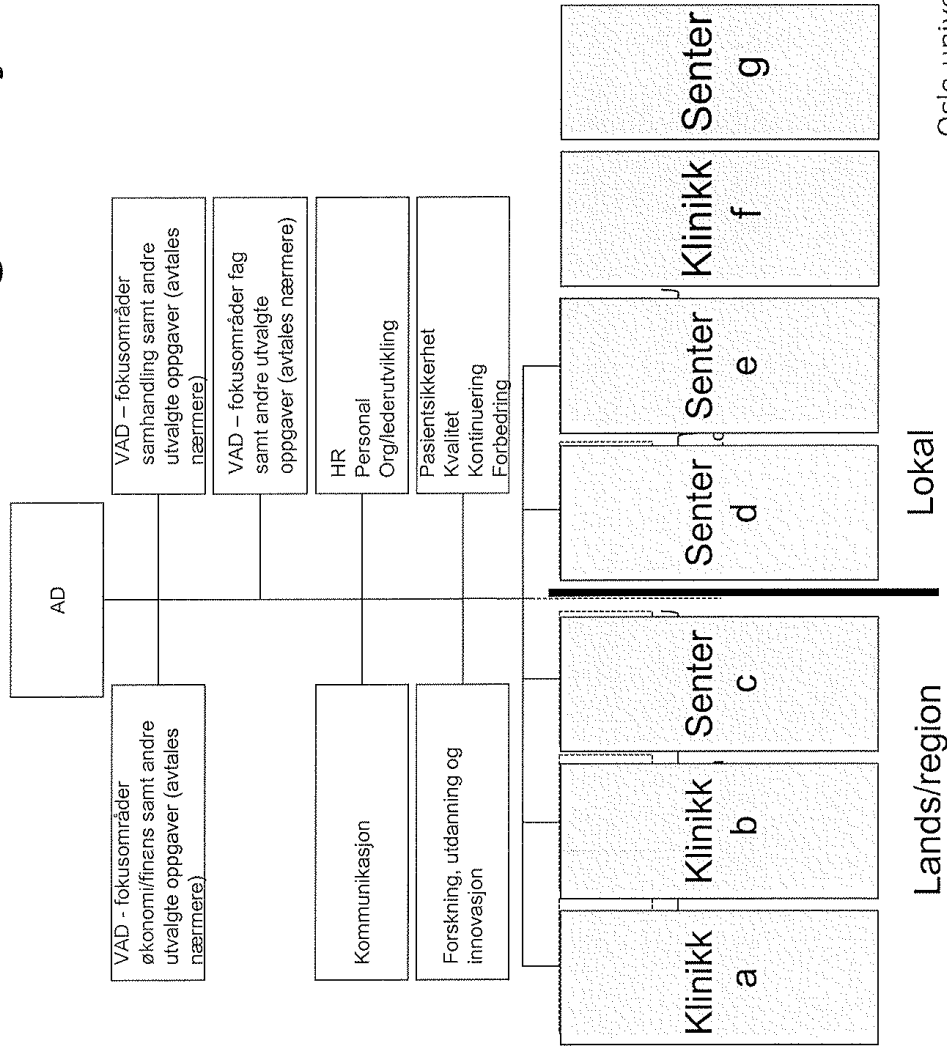 AD
VAD - fokusområder
økonomi/finans samt andre
utvalgte oppgaver (avtales
nærmere)
VAD – fokusområder
samhandling samt andre
utvalgte oppgaver (avtales
nærmere)
VAD – fokusområder fag
samt andre utvalgte
oppgaver (avtales nærmere)
Kommunikasjon
HR
Personal
Org/lederutvikling
Forskning, utdanning og
innovasjon
Pasientsikkerhet
Kvalitet
Kontinuering
Forbedring
Klinikk
a
Klinikk
b
Senter
c
Senter
d
Senter
e
Klinikk
f
Senter
g
Lands/region
Lokal